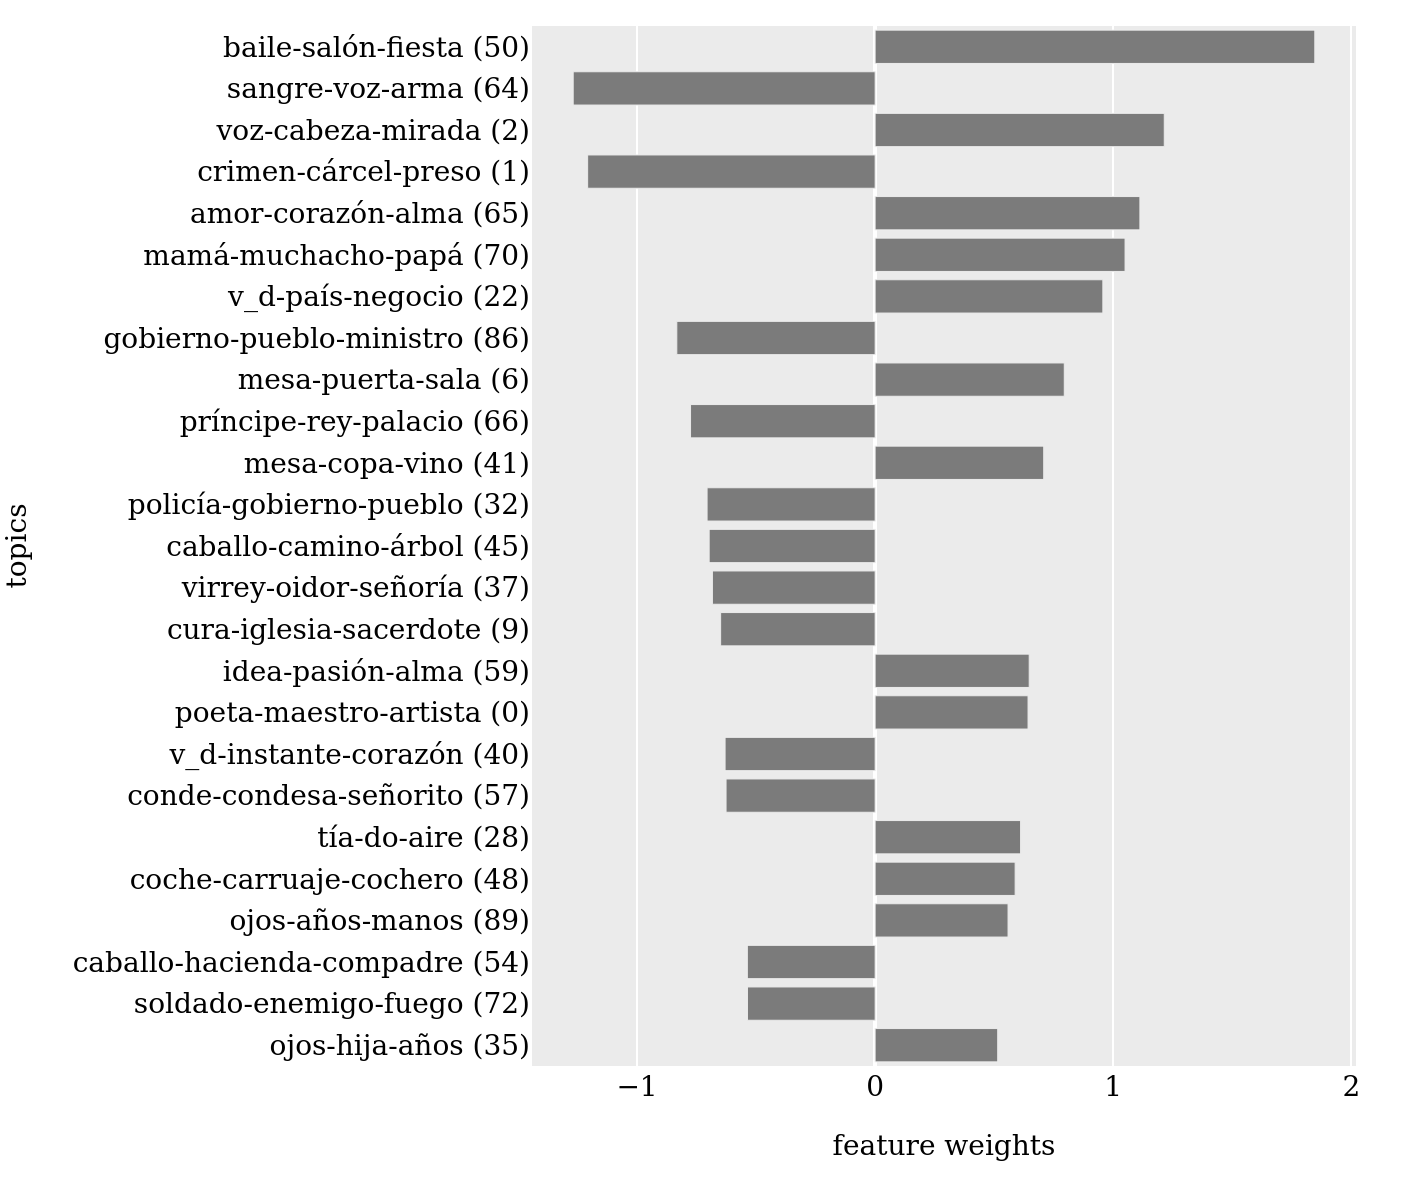 baile-salón-fiesta (50)
sangre-voz-arma (64)
voz-cabeza-mirada (2)
crimen-cárcel-preso (1)
amor-corazón-alma (65)
mamá-muchacho-papá (70)
v_d-país-negocio (22)
gobierno-pueblo-ministro (86)
mesa-puerta-sala (6)
príncipe-rey-palacio (66)
mesa-copa-vino (41)
policía-gobierno-pueblo (32)
caballo-camino-árbol (45)
virrey-oidor-señoría (37)
cura-iglesia-sacerdote (9)
idea-pasión-alma (59)
poeta-maestro-artista (0)
v_d-instante-corazón (40)
conde-condesa-señorito (57)
tía-do-aire (28)
coche-carruaje-cochero (48)
ojos-años-manos (89)
caballo-hacienda-compadre (54)
soldado-enemigo-fuego (72)
ojos-hija-años (35)
topics
−1 0 1 2
feature weights